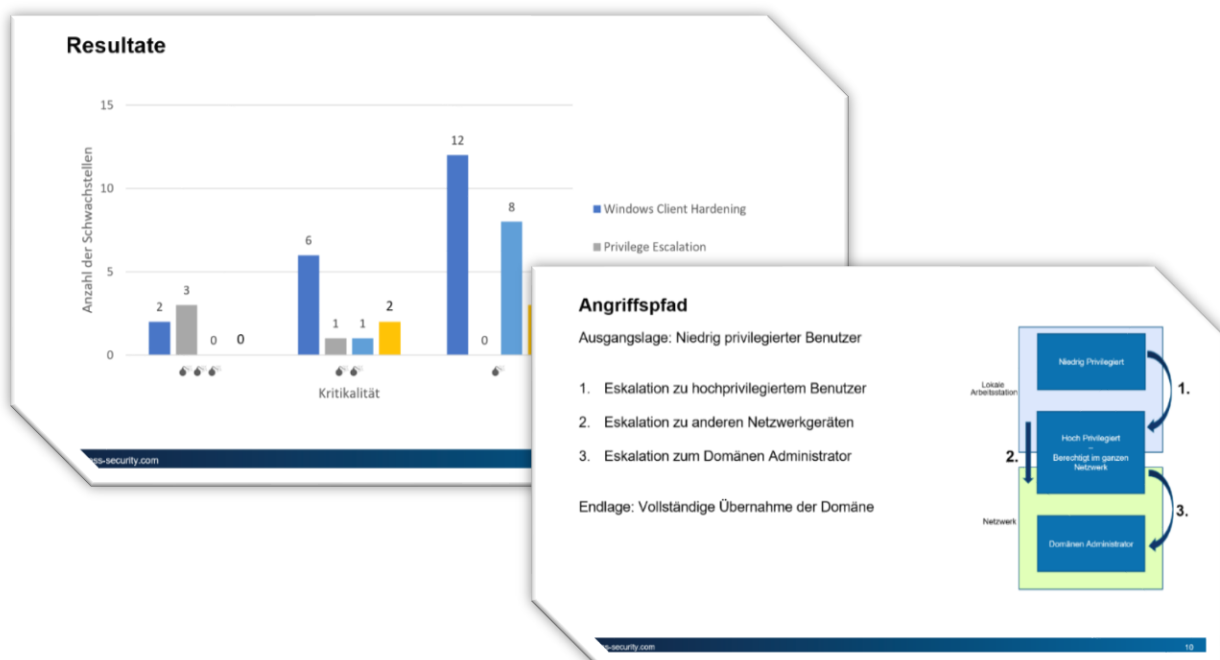 Resultate
15
10
5
0
Anzahl der Schwachstellen
2
3
0
0
6
1
1
2
12
0
8
Kritikalität
Windows Client Hardening
Privilege Escalation
ss-security.com
Angriffspfad
Ausgangslage: Niedrig privilegierter Benutzer
1. Eskalation zu hochprivilegiertem Benutzer
2. Eskalation zu anderen Netzwerkgeräten
3. Eskalation zum Domänen Administrator
Endlage: Vollständige Übernahme der Domäne
Lokale
Arbeitsstation
Niedrig Privilegiert
1.
Hoch Privilegiert
–
Berechtigt im ganzen
Netzwerk
2.
Netzwerk
Domänen Administrator
3.
s-security.com
10